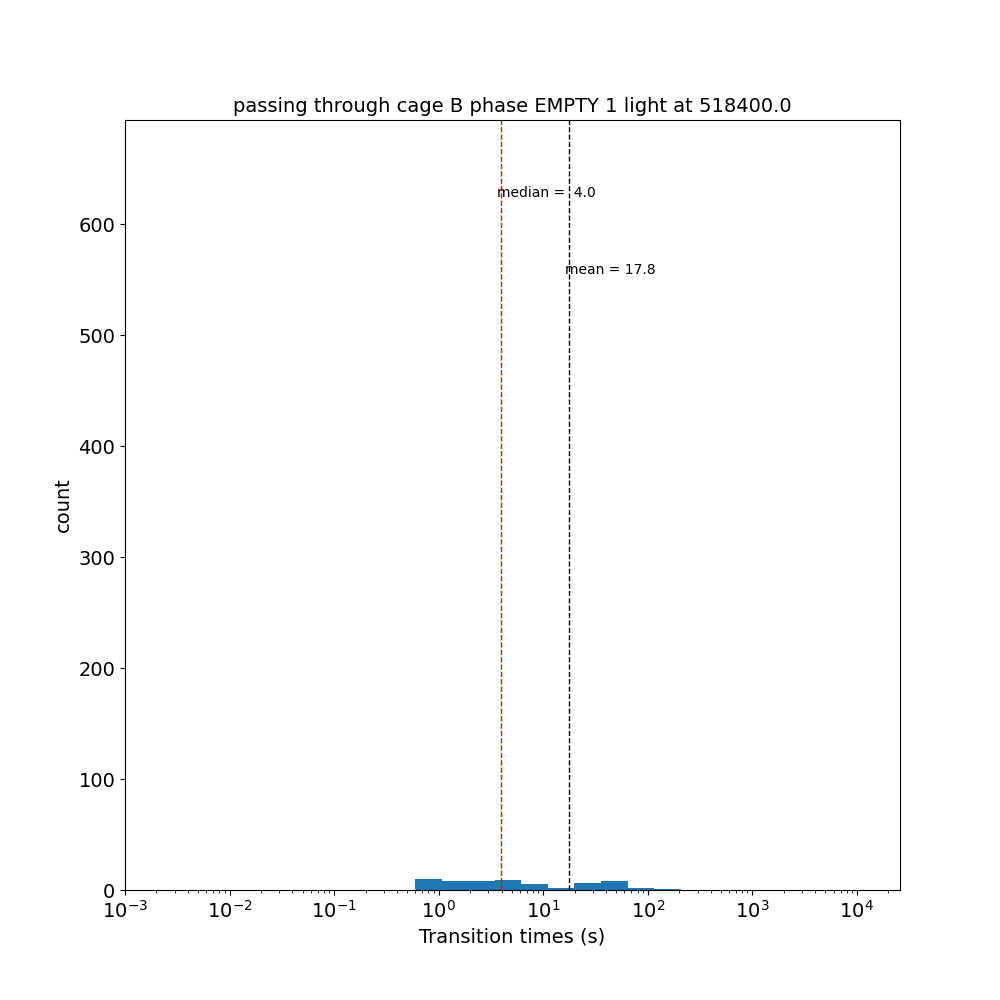 passing through cage B phase EMPTY 1 light at 518400.0
median =  4.0
mean = 17.8
600
500
400
300
200
100
0
count
10⁻³ 10⁻² 10⁻¹ 10⁰ 10¹ 10² 10³ 10⁴
Transition times (s)